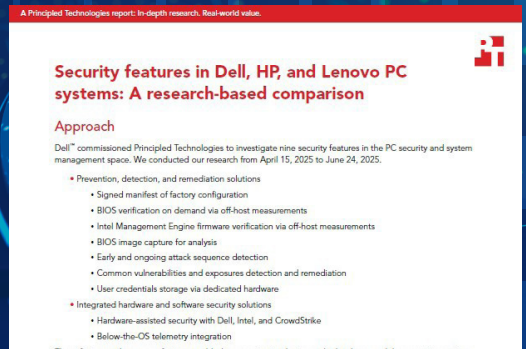 A Principled Technologies report: In-depth research. Real-world value.
PT
Security features in Dell, HP, and Lenovo PC
systems: A research-based comparison
Approach
Dell™ commissioned Principled Technologies to investigate nine security features in the PC security and system
management space. We conducted our research from April 15, 2025 to June 24, 2025.
• Prevention, detection, and remediation solutions
• Signed manifest of factory configuration
• BIOS verification on demand via off-host measurements
• Intel Management Engine firmware verification via off-host measurements
• BIOS image capture for analysis
• Early and ongoing attack sequence detection
• Common vulnerabilities and exposures detection and remediation
• User credentials storage via dedicated hardware
• Integrated hardware and software security solutions
• Hardware-assisted security with Dell, Intel, and CrowdStrike
• Below-the-OS telemetry integration